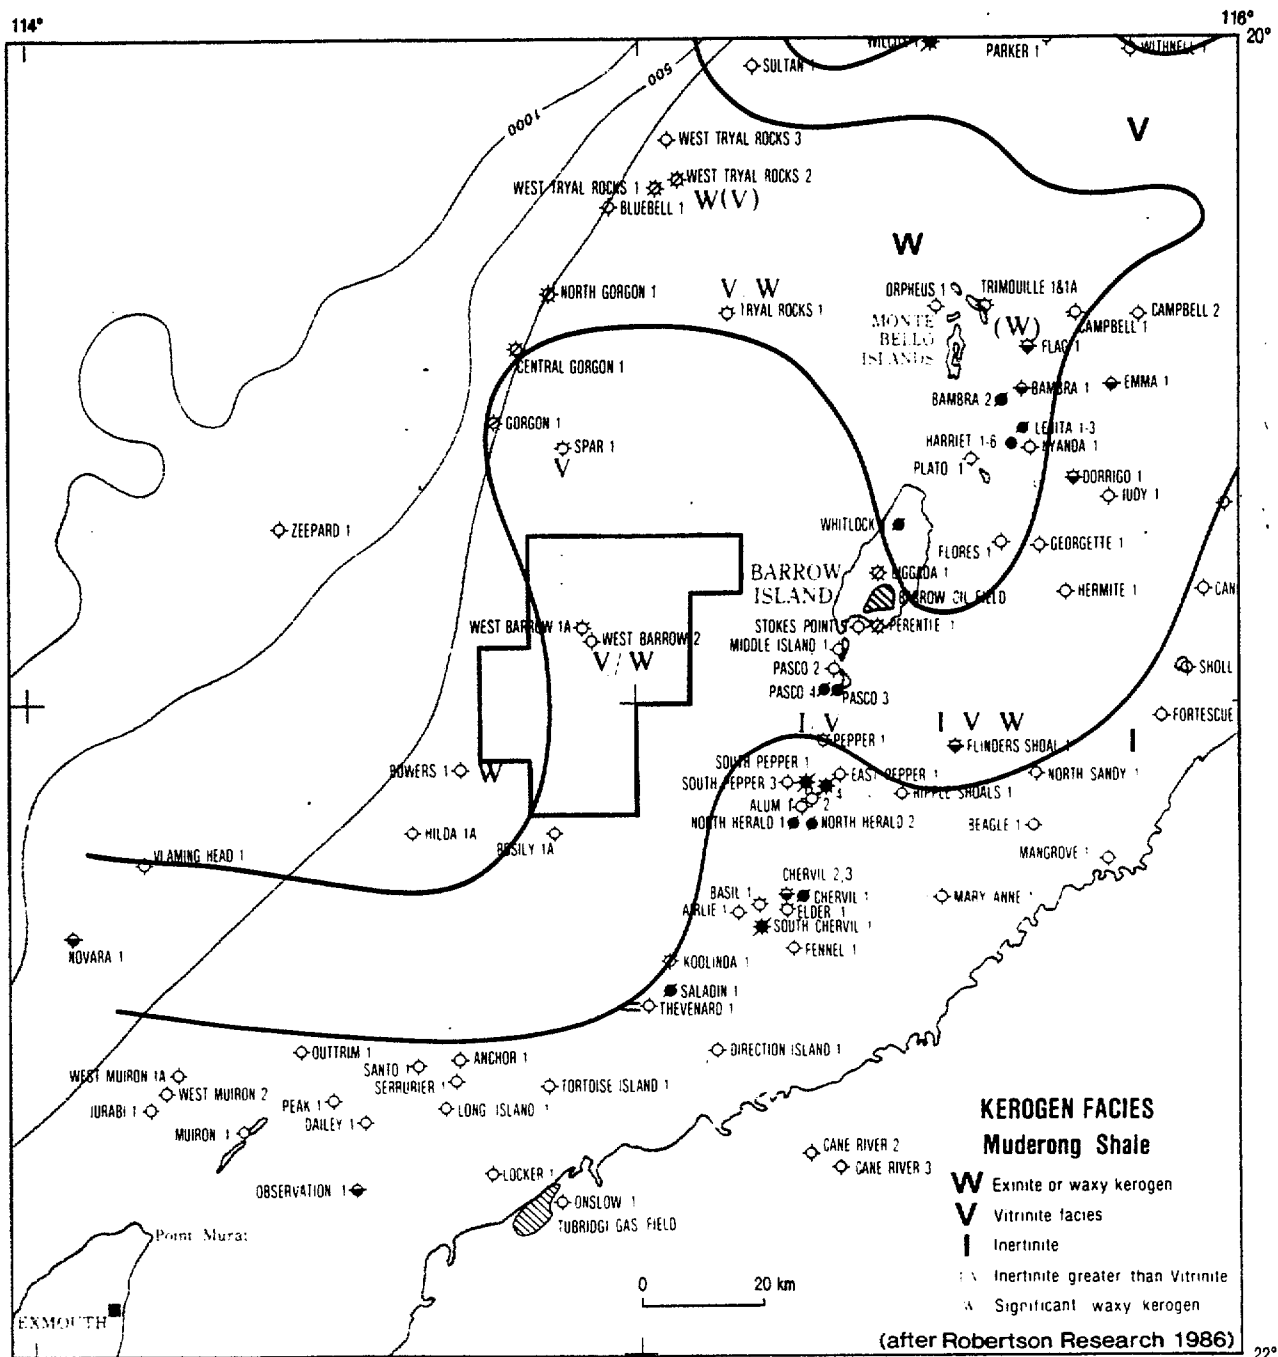 114°
116°
20°
WILCOX 1
PARKER 1
WITHNELL 1
SULTAN 1
500
1000
V
WEST TRYAL ROCKS 3
WEST TRYAL ROCKS 2
WEST TRYAL ROCKS 1
W(V)
BLUEBELL 1
W
V. W
NORTH GORGON 1
TRYAL ROCKS 1
ORPHEUS 1
TRIMOUILLE 1&1A
MONTE
BELLO
ISLANDS
(W)
CAMPBELL 2
CAMPBELL 1
FLAG 1
CENTRAL GORGON 1
BAMBRA 1
EMMA 1
BAMBRA 2
GORGON 1
LENITA 1-3
HARRIET 1-6
NYANDA 1
SPAR 1
V
PLATO 1
DORRIGO 1
JUDY 1
ZEEPARD 1
WHITLOCK
FLORES 1
GEORGETTE 1
BARROW
ISLAND
BIGGADA 1
BARROW OIL FIELD
HERMITE 1
CAN
WEST BARROW 1A
WEST BARROW 2
V/W
STOKES POINT 1
PERENTIE 1
MIDDLE ISLAND 1
PASCO 2
SHOLL
PASCO 4
PASCO 3
FORTESCUE
I. V
I V W
I
PEPPER 1
FLINDERS SHOAL 1
BOWERS 1
W
SOUTH PEPPER 1
SOUTH PEPPER 3
EAST PEPPER 1
NORTH SANDY 1
4
RIPPLE SHOALS 1
ALUM 1
2
NORTH HERALD 1
NORTH HERALD 2
BEAGLE 1
HILDA 1A
ROSILY 1A
VLAMING HEAD 1
MANGROVE 1
CHERVIL 2,3
CHERVIL 1
BASIL 1
MARY ANNE 1
AIRLIE 1
ELDER 1
SOUTH CHERVIL 1
NOVARA 1
FENNEL 1
KOOLINDA 1
SALADIN 1
THEVENARD 1
OUTTRIM 1
ANCHOR 1
DIRECTION ISLAND 1
SANTO 1
WEST MUIRON 1A
SERRURIER 1
TORTOISE ISLAND 1
WEST MUIRON 2
JURABI 1
PEAK 1
LONG ISLAND 1
DAILEY 1
MUIRON 1
CANE RIVER 2
CANE RIVER 3
LOCKER 1
OBSERVATION 1
ONSLOW 1
TUBRIDGI GAS FIELD
Point Murat
EXMOUTH
0 20 km
KEROGEN FACIES
Muderong Shale
W Exinite or waxy kerogen
V Vitrinite facies
I Inertinite
I.V Inertinite greater than Vitrinite
W Significant waxy kerogen
(after Robertson Research 1986)
22°